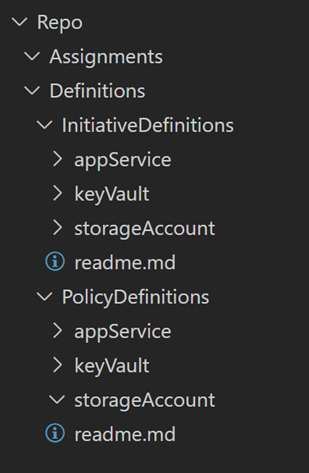 Repo
Assignments
Definitions
InitiativeDefinitions
appService
keyVault
storageAccount
readme.md
PolicyDefinitions
appService
keyVault
storageAccount
readme.md